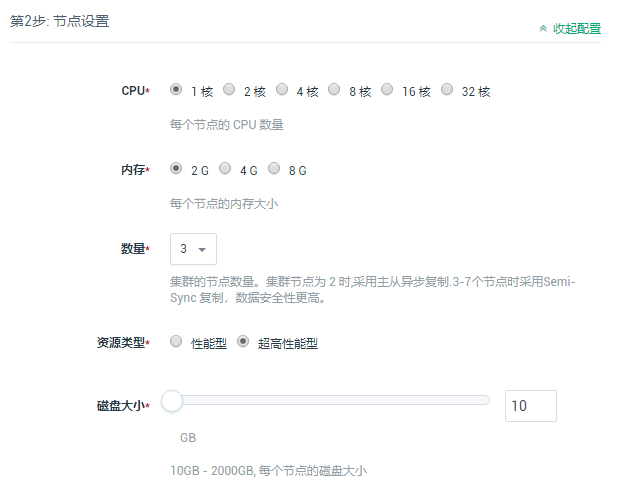 第2步: 节点设置
收起配置
CPU* 1 核 2 核 4 核 8 核 16 核 32 核
每个节点的 CPU 数量
内存* 2 G 4 G 8 G
每个节点的内存大小
数量* 3
集群的节点数量。集群节点为 2 时,采用主从异步复制.3-7个节点时采用Semi-
Sync 复制，数据安全性更高。
资源类型* 性能型 超高性能型
磁盘大小* 10
GB
10GB - 2000GB, 每个节点的磁盘大小